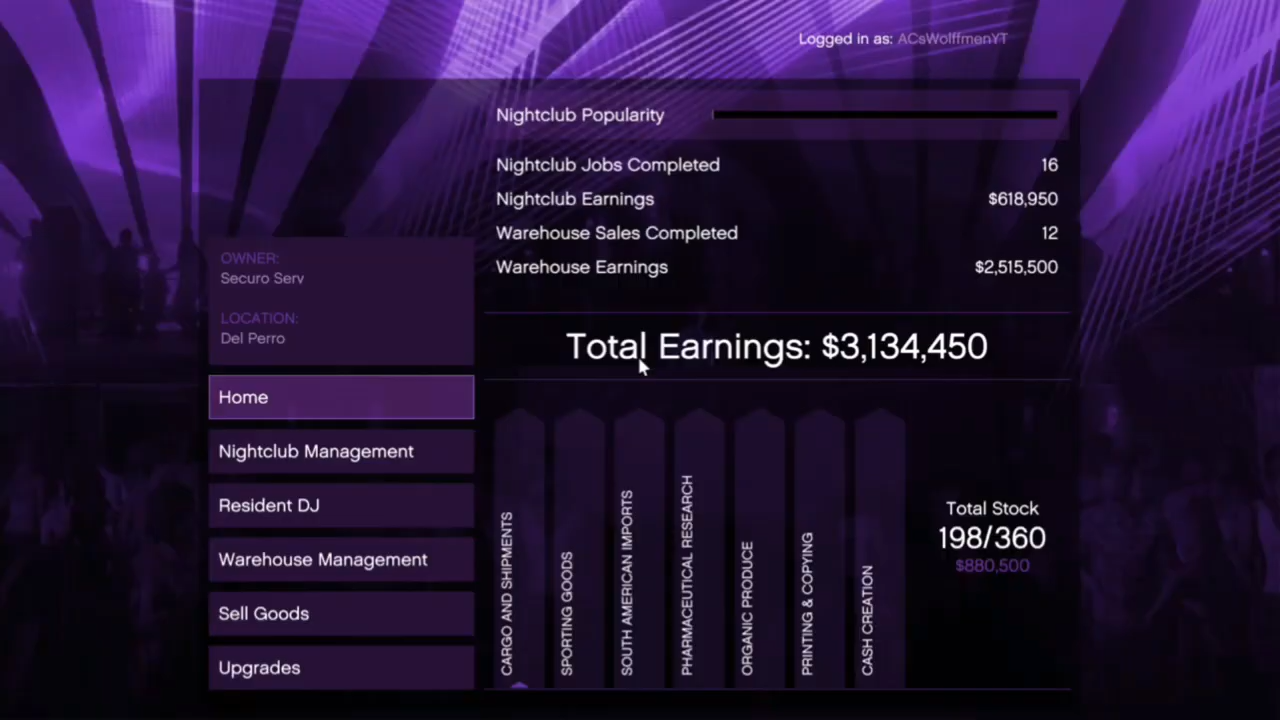 Logged in as: ACsWolffmenYT
Nightclub Popularity
Nightclub Jobs Completed 16
Nightclub Earnings $618,950
Warehouse Sales Completed 12
Warehouse Earnings $2,515,500
OWNER:
Securo Serv
LOCATION:
Del Perro
Total Earnings: $3,134,450
Home
Nightclub Management
Resident DJ
Warehouse Management
Sell Goods
Upgrades
CARGO AND SHIPMENTS
SPORTING GOODS
SOUTH AMERICAN IMPORTS
PHARMACEUTICAL RESEARCH
ORGANIC PRODUCE
PRINTING & COPYING
CASH CREATION
Total Stock
198/360
$880,500